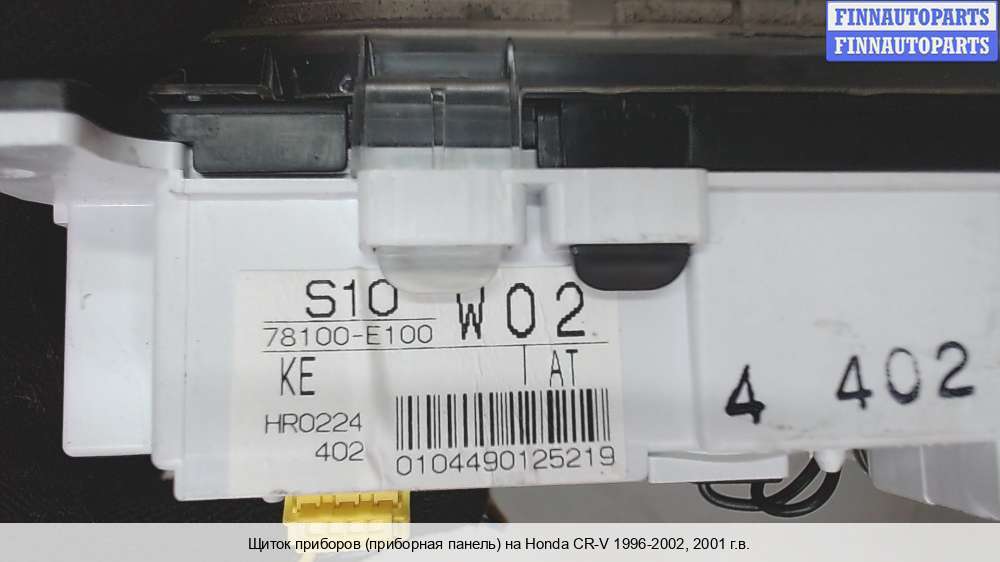 FINNAUTOPARTS
FINNAUTOPARTS
S10 W02
78100-E100
KE AT
HR0224
402
0104490125219
4 402
Щиток приборов (приборная панель) на Honda CR-V 1996-2002, 2001 г.в.